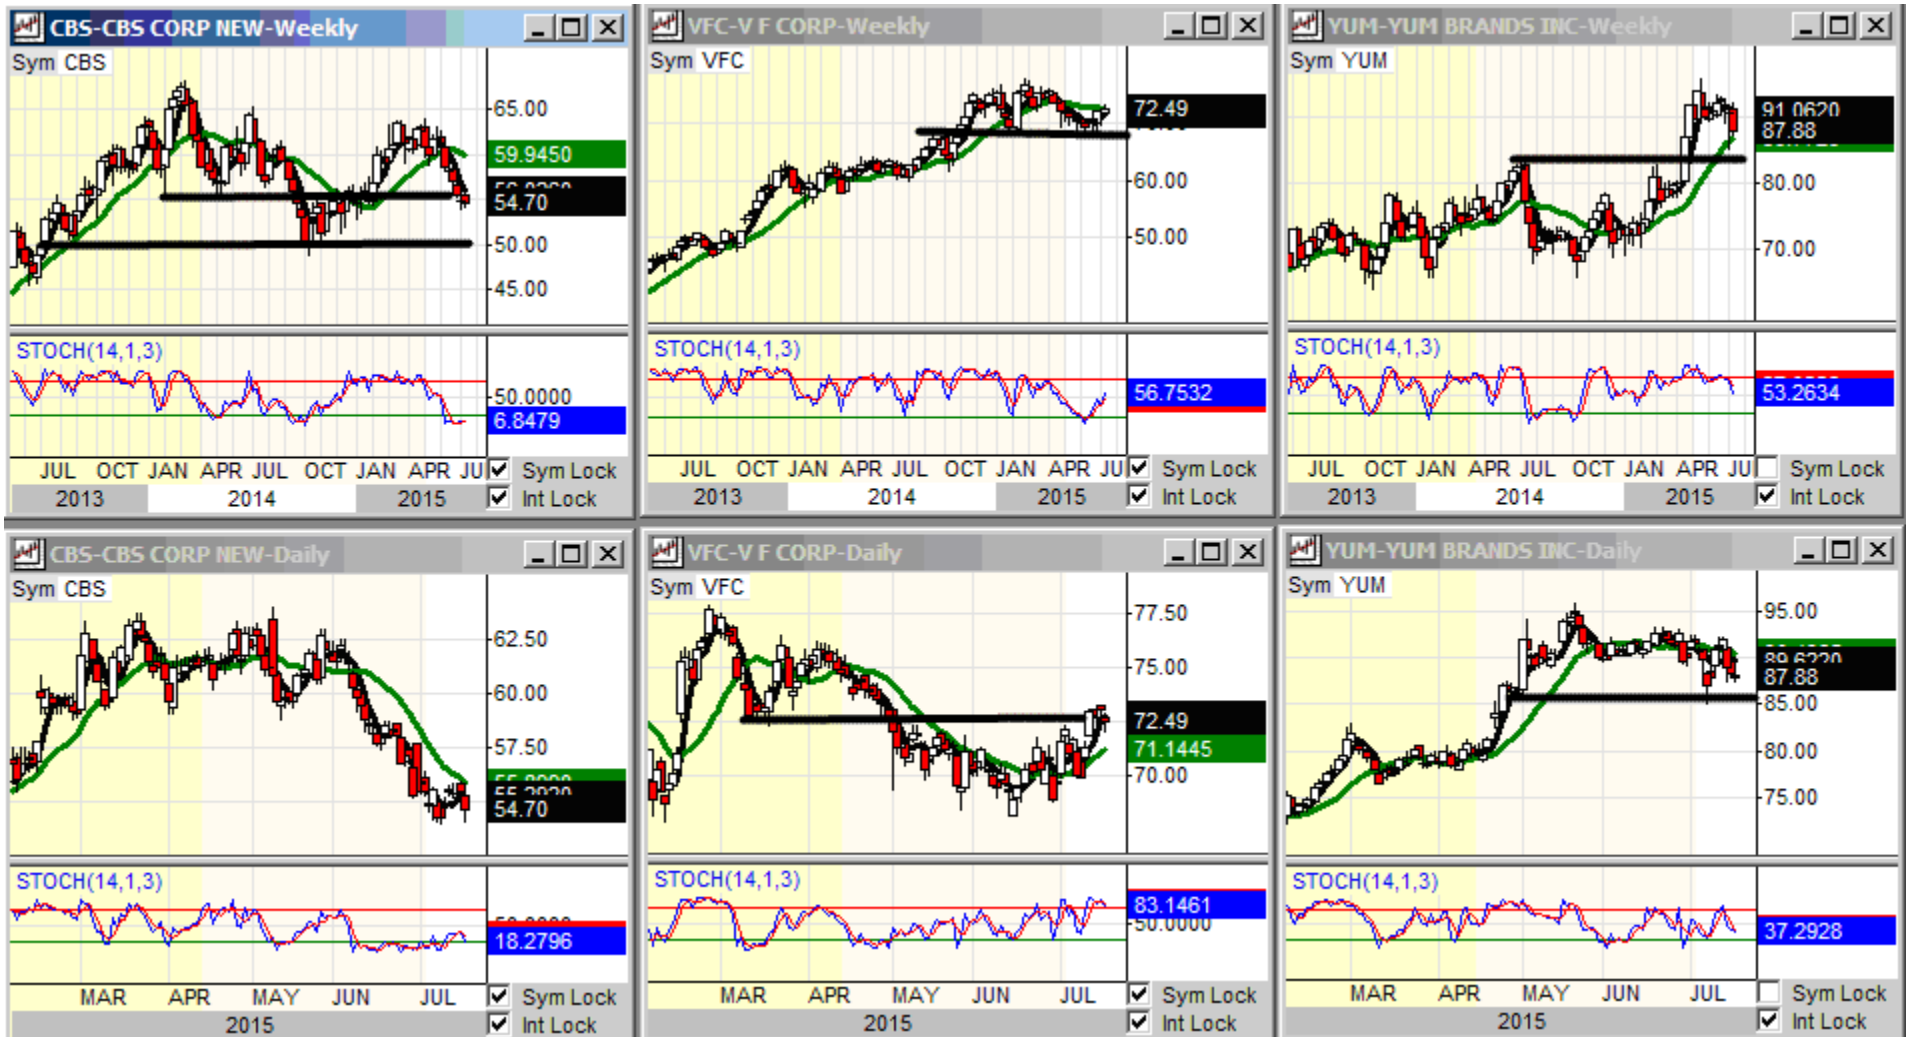 CBS-CBS CORP NEW-Weekly
Sym CBS
65.00
59.9450
54.70
50.00
45.00
STOCH(14,1,3)
50.0000
6.8479
JUL OCT JAN APR JUL OCT JAN APR JU
Sym Lock
2013 2014 2015
Int Lock
VFC-V F CORP-Weekly
Sym VFC
72.49
60.00
50.00
STOCH(14,1,3)
56.7532
JUL OCT JAN APR JUL OCT JAN APR JU
Sym Lock
2013 2014 2015
Int Lock
YUM-YUM BRANDS INC-Weekly
Sym YUM
91.0620
87.88
80.00
70.00
STOCH(14,1,3)
53.2634
JUL OCT JAN APR JUL OCT JAN APR JU
Sym Lock
2013 2014 2015
Int Lock
CBS-CBS CORP NEW-Daily
Sym CBS
62.50
60.00
57.50
54.70
STOCH(14,1,3)
18.2796
MAR APR MAY JUN JUL
Sym Lock
2015
Int Lock
VFC-V F CORP-Daily
Sym VFC
77.50
75.00
72.49
71.1445
70.00
STOCH(14,1,3)
83.1461
50.0000
MAR APR MAY JUN JUL
Sym Lock
2015
Int Lock
YUM-YUM BRANDS INC-Daily
Sym YUM
95.00
89.6220
87.88
85.00
80.00
75.00
STOCH(14,1,3)
37.2928
MAR APR MAY JUN JUL
Sym Lock
2015
Int Lock